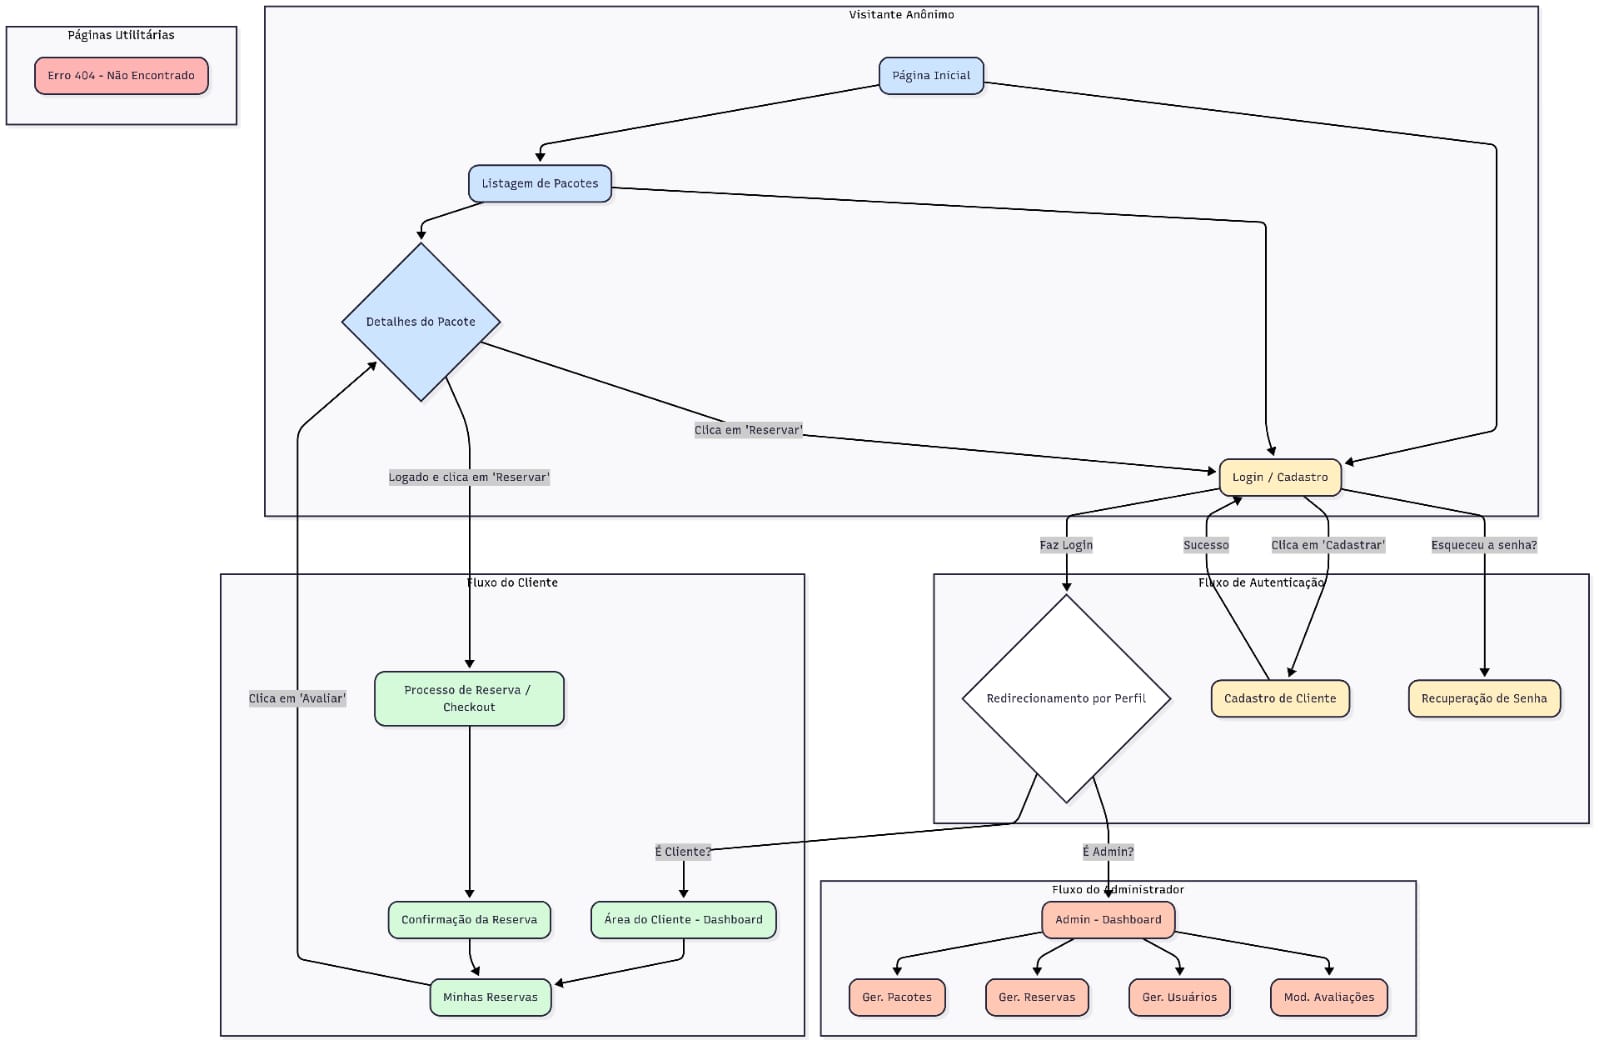 Visitante Anônimo
Páginas Utilitárias
Erro 404 - Não Encontrado
Página Inicial
Listagem de Pacotes
Detalhes do Pacote
Clica em 'Reservar'
Logado e clica em 'Reservar'
Login / Cadastro
Faz Login
Sucesso
Clica em 'Cadastrar'
Esqueceu a senha?
Fluxo do Cliente
Fluxo de Autenticação
Clica em 'Avaliar'
Processo de Reserva /
Checkout
Redirecionamento por Perfil
Cadastro de Cliente
Recuperação de Senha
É Cliente?
É Admin?
Fluxo do Administrador
Confirmação da Reserva
Área do Cliente - Dashboard
Admin - Dashboard
Minhas Reservas
Ger. Pacotes
Ger. Reservas
Ger. Usuários
Mod. Avaliações